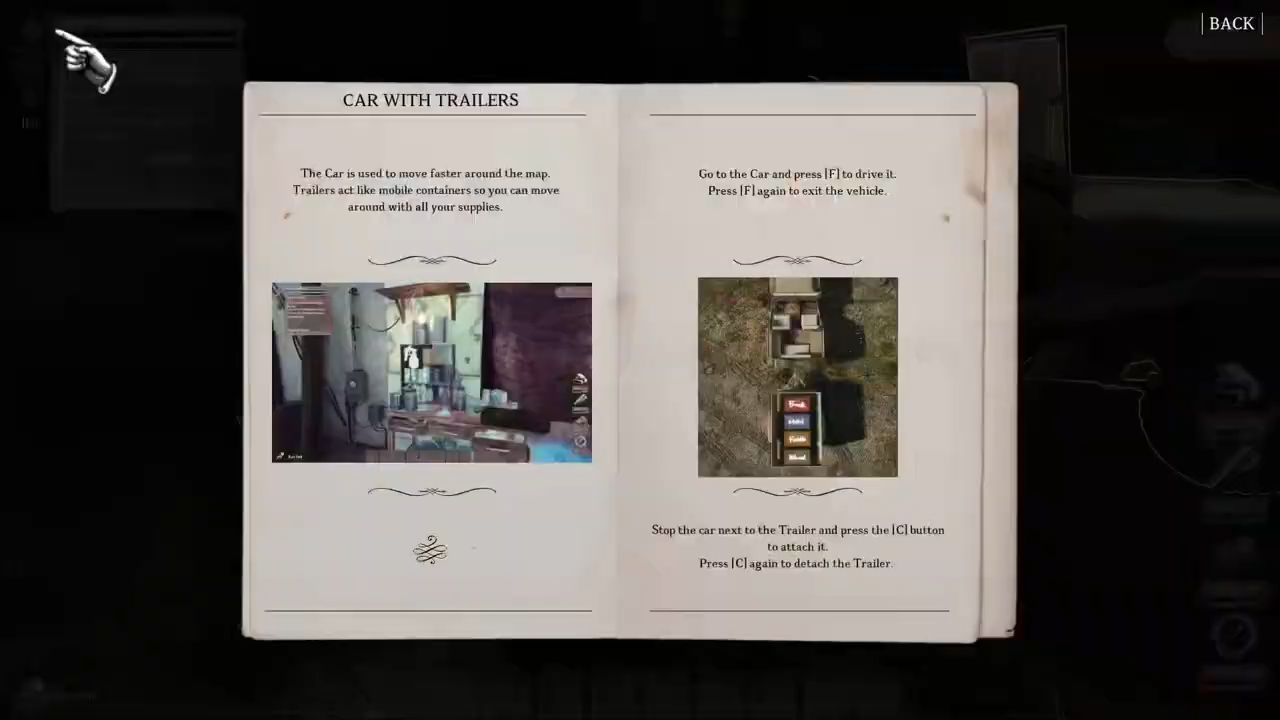 BACK
CAR WITH TRAILERS
The Car is used to move faster around the map.
Trailers act like mobile containers so you can move
around with all your supplies.
Go to the Car and press [F] to drive it.
Press [F] again to exit the vehicle.
Stop the car next to the Trailer and press the [C] button
to attach it.
Press [C] again to detach the Trailer.